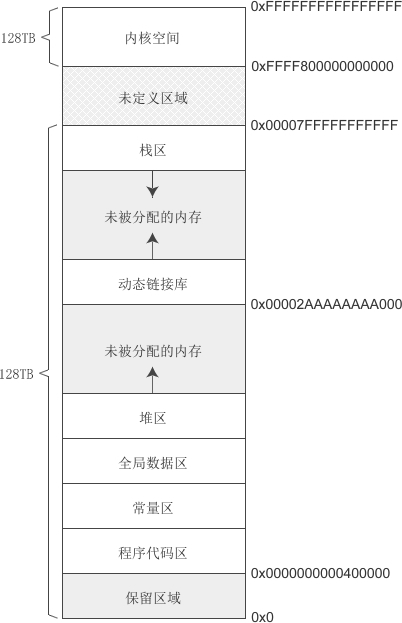 0xFFFFFFFFFFFFFFFF
128TB
内核空间
0xFFFF800000000000
未定义区域
0x00007FFFFFFFFFFF
栈区
未被分配的内存
动态链接库
0x00002AAAAAAAA000
未被分配的内存
128TB
堆区
全局数据区
常量区
程序代码区
0x0000000000400000
保留区域
0x0